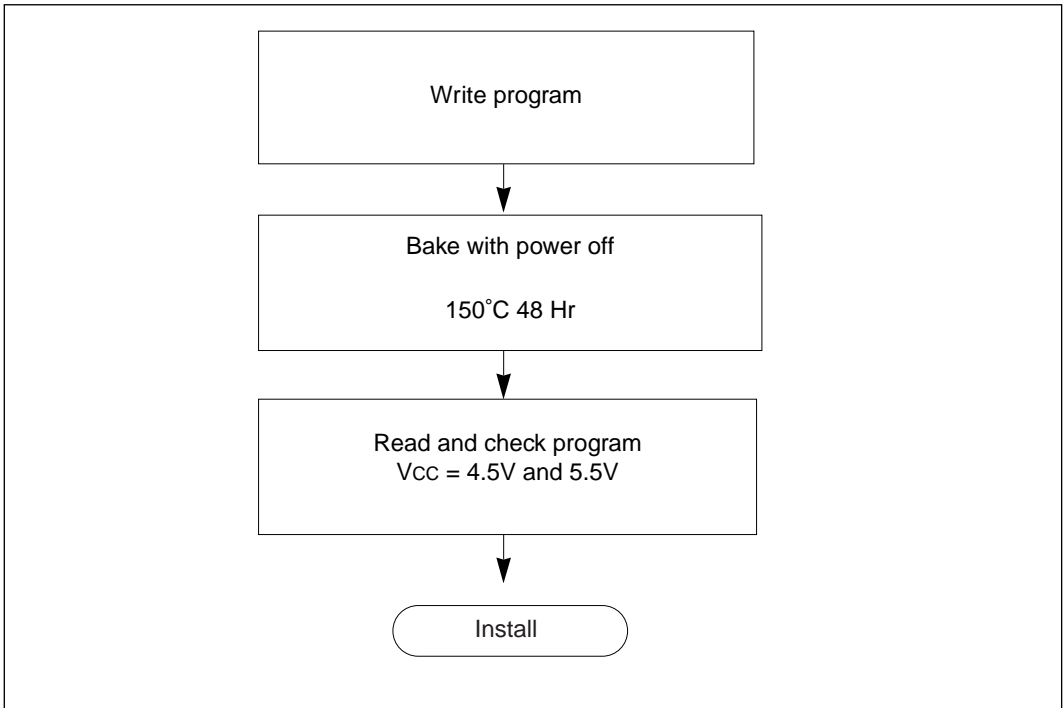 Write program
Bake with power off
150°C 48 Hr
Read and check program
VCC = 4.5V and 5.5V
Install